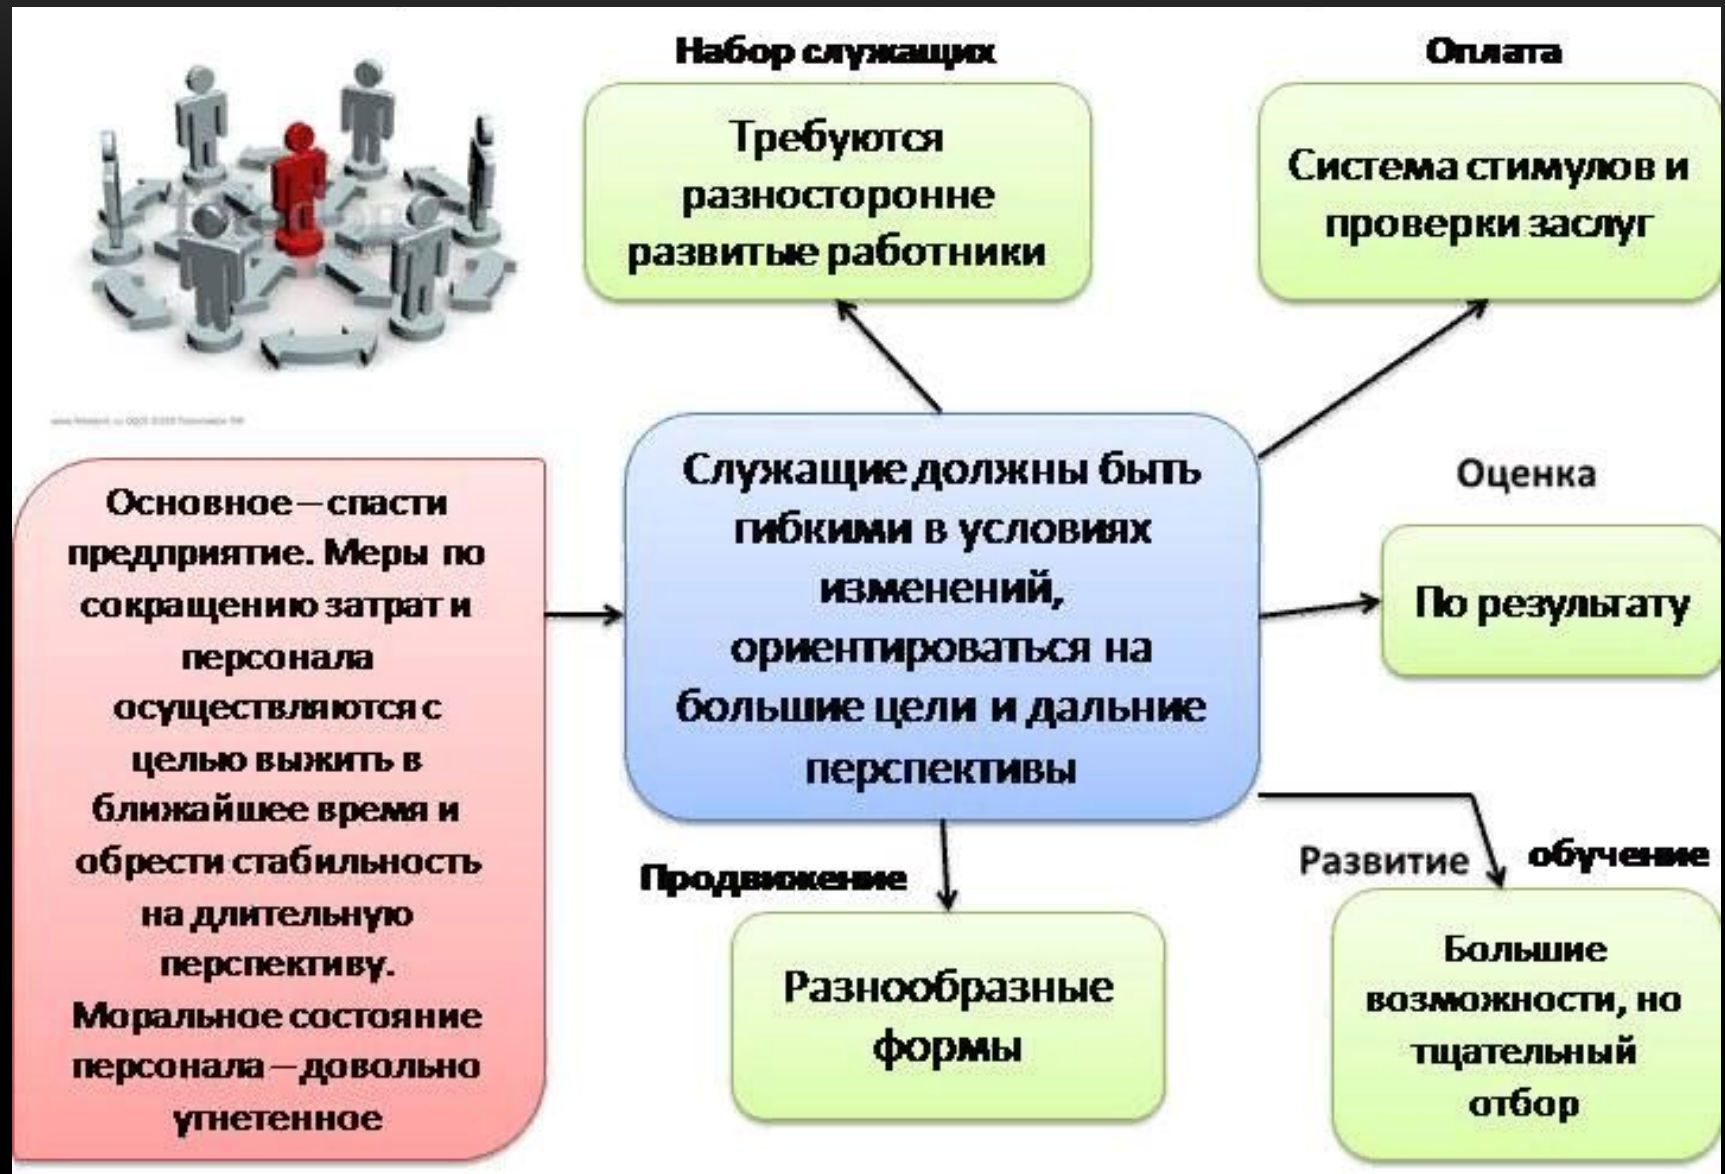 Набор служащих
Требуются
разносторонне
развитые работники
Оплата
Система стимулов и
проверки заслуг
Основное – спасти
предприятие. Меры по
сокращению затрат и
персонала
осуществляются с
целью выжить в
ближайшее время и
обрести стабильность
на длительную
перспективу.
Моральное состояние
персонала – довольно
угнетенное
Служащие должны быть
гибкими в условиях
изменений,
ориентироваться на
большие цели и дальние
перспективы
Оценка
По результату
Продвижение
Разнообразные
формы
Развитие обучение
Большие
возможности, но
тщательный
отбор